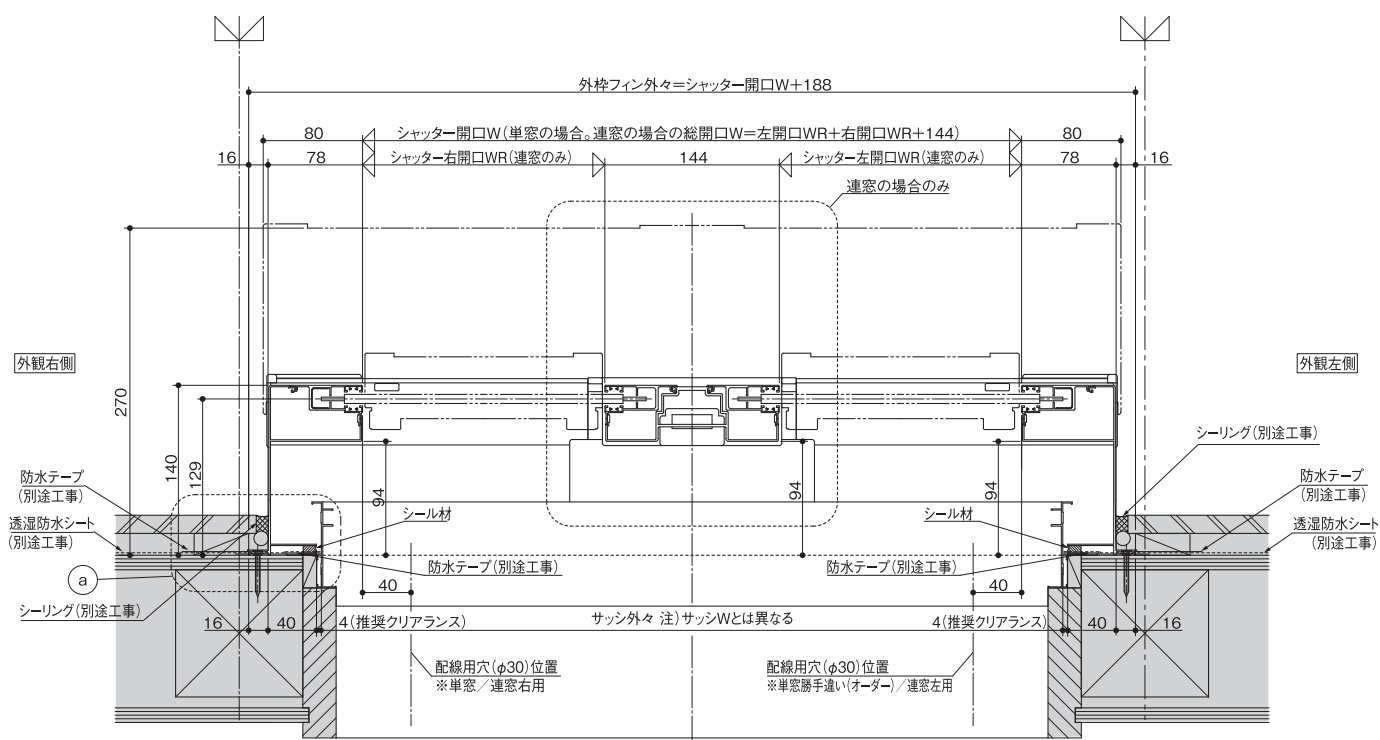 外枠フィン外々=シャッター開口W+188
80
シャッター開口W(単窓の場合。連窓の場合の総開口W=左開口WR+右開口WR+144)
80
16
78
シャッター右開口WR(連窓のみ)
144
シャッター左開口WR(連窓のみ)
78
16
連窓の場合のみ
外観右側
外観左側
270
140
129
94
94
94
シーリング(別途工事)
防水テープ
(別途工事)
防水テープ
(別途工事)
透湿防水シート
(別途工事)
シール材
シール材
透湿防水シート
(別途工事)
a
防水テープ(別途工事)
防水テープ(別途工事)
シーリング(別途工事)
40
40
16
40
4(推奨クリアランス)
サッシ外々 注)サッシWとは異なる
4(推奨クリアランス)
40
16
配線用穴(φ30)位置
※単窓/連窓右用
配線用穴(φ30)位置
※単窓勝手違い(オーダー)/連窓左用